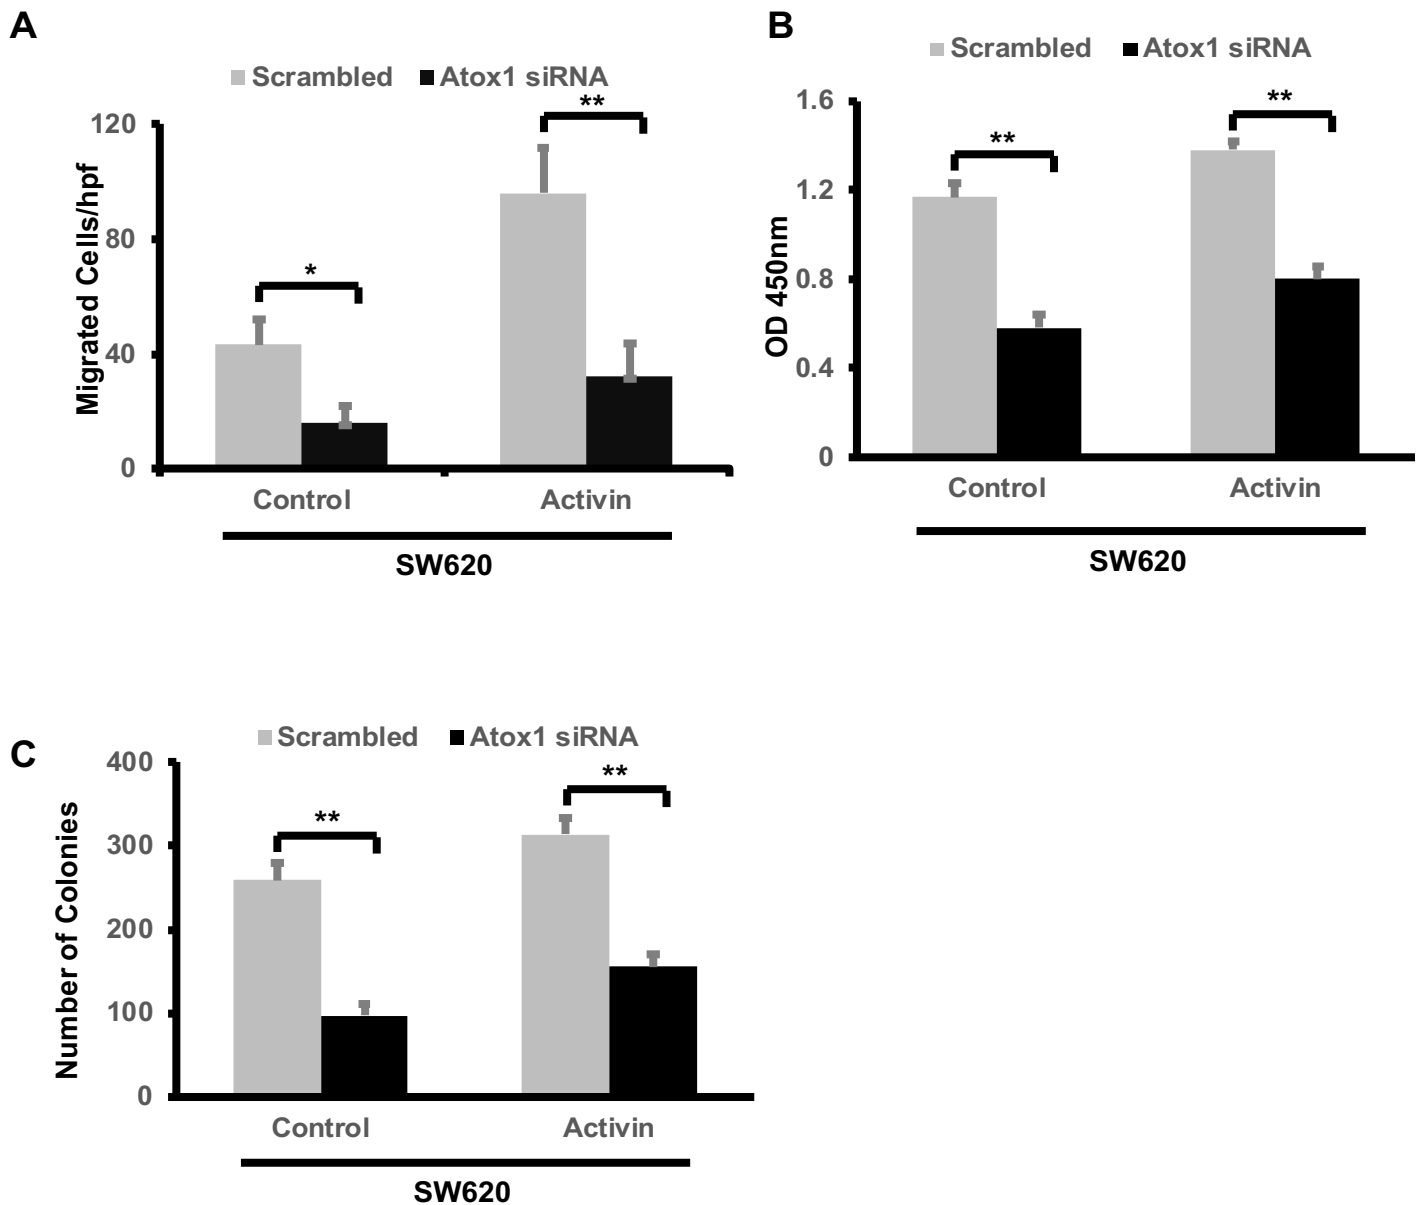 A
Scrambled Atox1 siRNA
Migrated Cells/hpf
120
80
40
0
*
**
Control Activin
SW620
B
Scrambled Atox1 siRNA
OD 450nm
1.6
1.2
0.8
0.4
0
**
**
Control Activin
SW620
C
Scrambled Atox1 siRNA
Number of Colonies
400
300
200
100
0
**
**
Control Activin
SW620